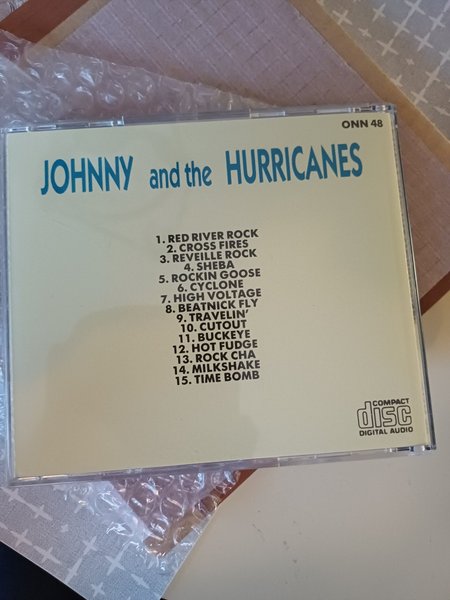 ONN 48
JOHNNY and the HURRICANES
1. RED RIVER ROCK
2. CROSS FIRES
3. REVEILLE ROCK
4. SHEBA
5. ROCKIN GOOSE
6. CYCLONE
7. HIGH VOLTAGE
8. BEATNICK FLY
9. TRAVELIN'
10. CUTOUT
11. BUCKEYE
12. HOT FUDGE
13. ROCK CHA
14. MILKSHAKE
15. TIME BOMB
COMPACT
disc
DIGITAL AUDIO